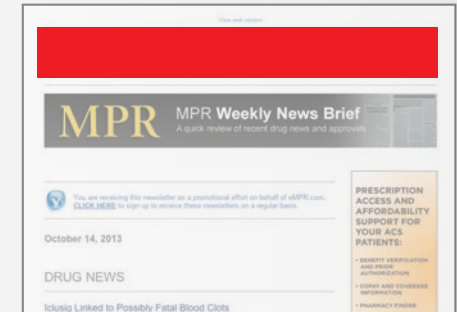 View web version
MPR
MPR Weekly News Brief
A quick review of recent drug news and approvals
You are receiving this newsletter as a promotional effort on behalf of eMPR.com.
CLICK HERE to sign up to receive these newsletters on a regular basis.
October 14, 2013
DRUG NEWS
Iclusig Linked to Possibly Fatal Blood Clots
PRESCRIPTION
ACCESS AND
AFFORDABILITY
SUPPORT FOR
YOUR ACS
PATIENTS:
• BENEFIT VERIFICATION
AND PRIOR
AUTHORIZATION
• COPAY AND COVERAGE
INFORMATION
• PHARMACY FINDER